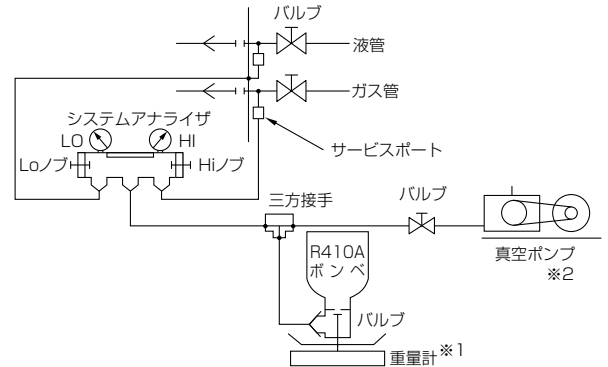 バルブ
液管
ガス管
システムアナライザ
LO
HI
Loノブ
Hiノブ
サービスポート
三方接手
バルブ
真空ポンプ
※2
R410A
ボンベ
バルブ
重量計※1